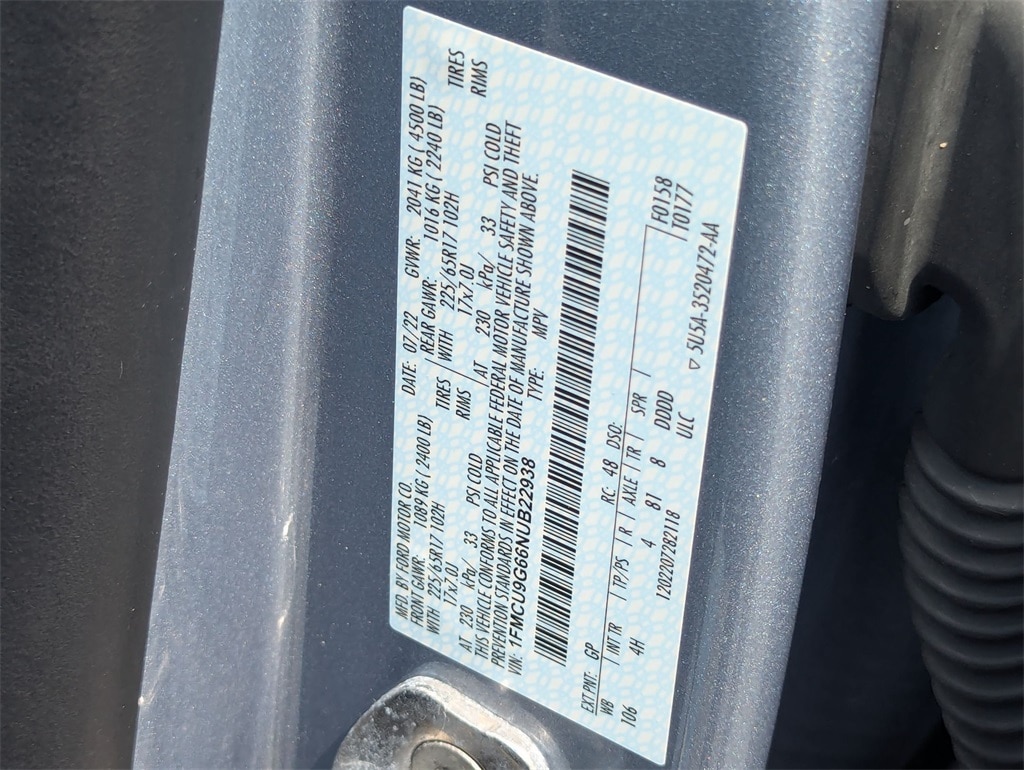 MFD. BY FORD MOTOR CO.
DATE: 07/22 GVWR: 2041 KG ( 4500 LB)
FRONT GAWR: 1089 KG ( 2400 LB) REAR GAWR: 1016 KG ( 2240 LB)
WITH 225/65R17 102H TIRES WITH 225/65R17 102H TIRES
17x7.0J RIMS 17x7.0J RIMS
AT 230 kPa/ 33 PSI COLD /AT 230 kPa/ 33 PSI COLD
THIS VEHICLE CONFORMS TO ALL APPLICABLE FEDERAL MOTOR VEHICLE SAFETY AND THEFT
PREVENTION STANDARDS IN EFFECT ON THE DATE OF MANUFACTURE SHOWN ABOVE.
VIN: 1FMCU9G66NUB22938 TYPE: MPV
EXT PNT: GP RC: 48 DSO: F0158
WB INT TR TP/PS R AXLE TR SPR T0177
106 4H 4 81 8 DDDD
1202207282118 ULC
▽ 5U5A-3520472-AA